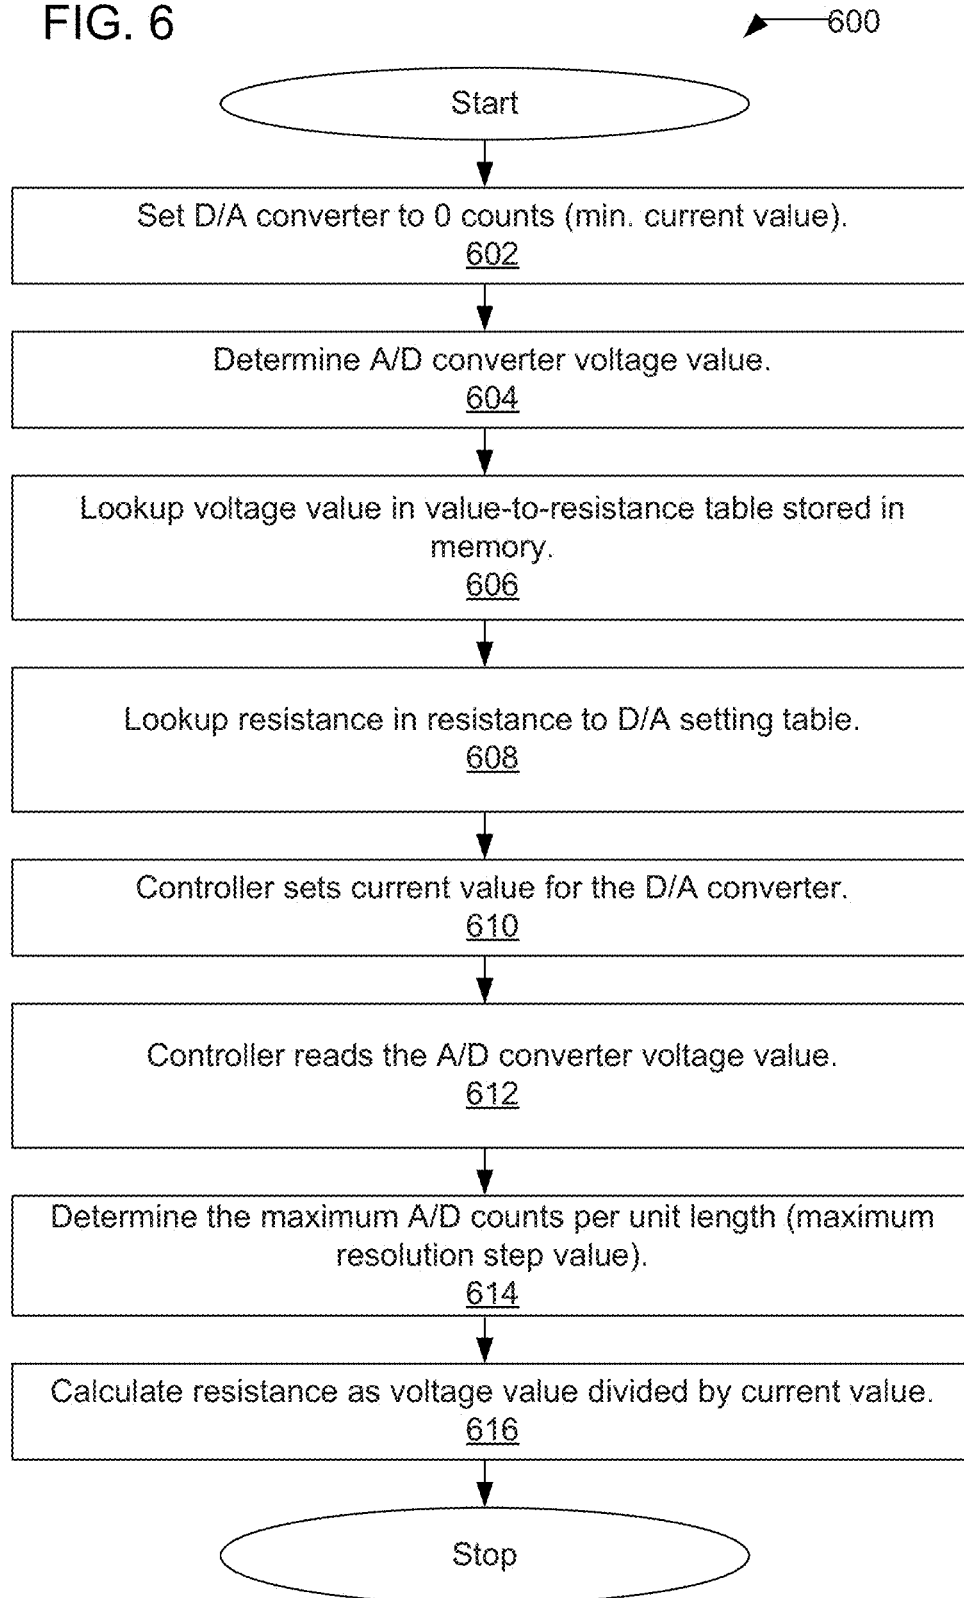 FIG. 6
600
Start
Set D/A converter to 0 counts (min. current value).
602
Determine A/D converter voltage value.
604
Lookup voltage value in value-to-resistance table stored in
memory.
606
Lookup resistance in resistance to D/A setting table.
608
Controller sets current value for the D/A converter.
610
Controller reads the A/D converter voltage value.
612
Determine the maximum A/D counts per unit length (maximum
resolution step value).
614
Calculate resistance as voltage value divided by current value.
616
Stop